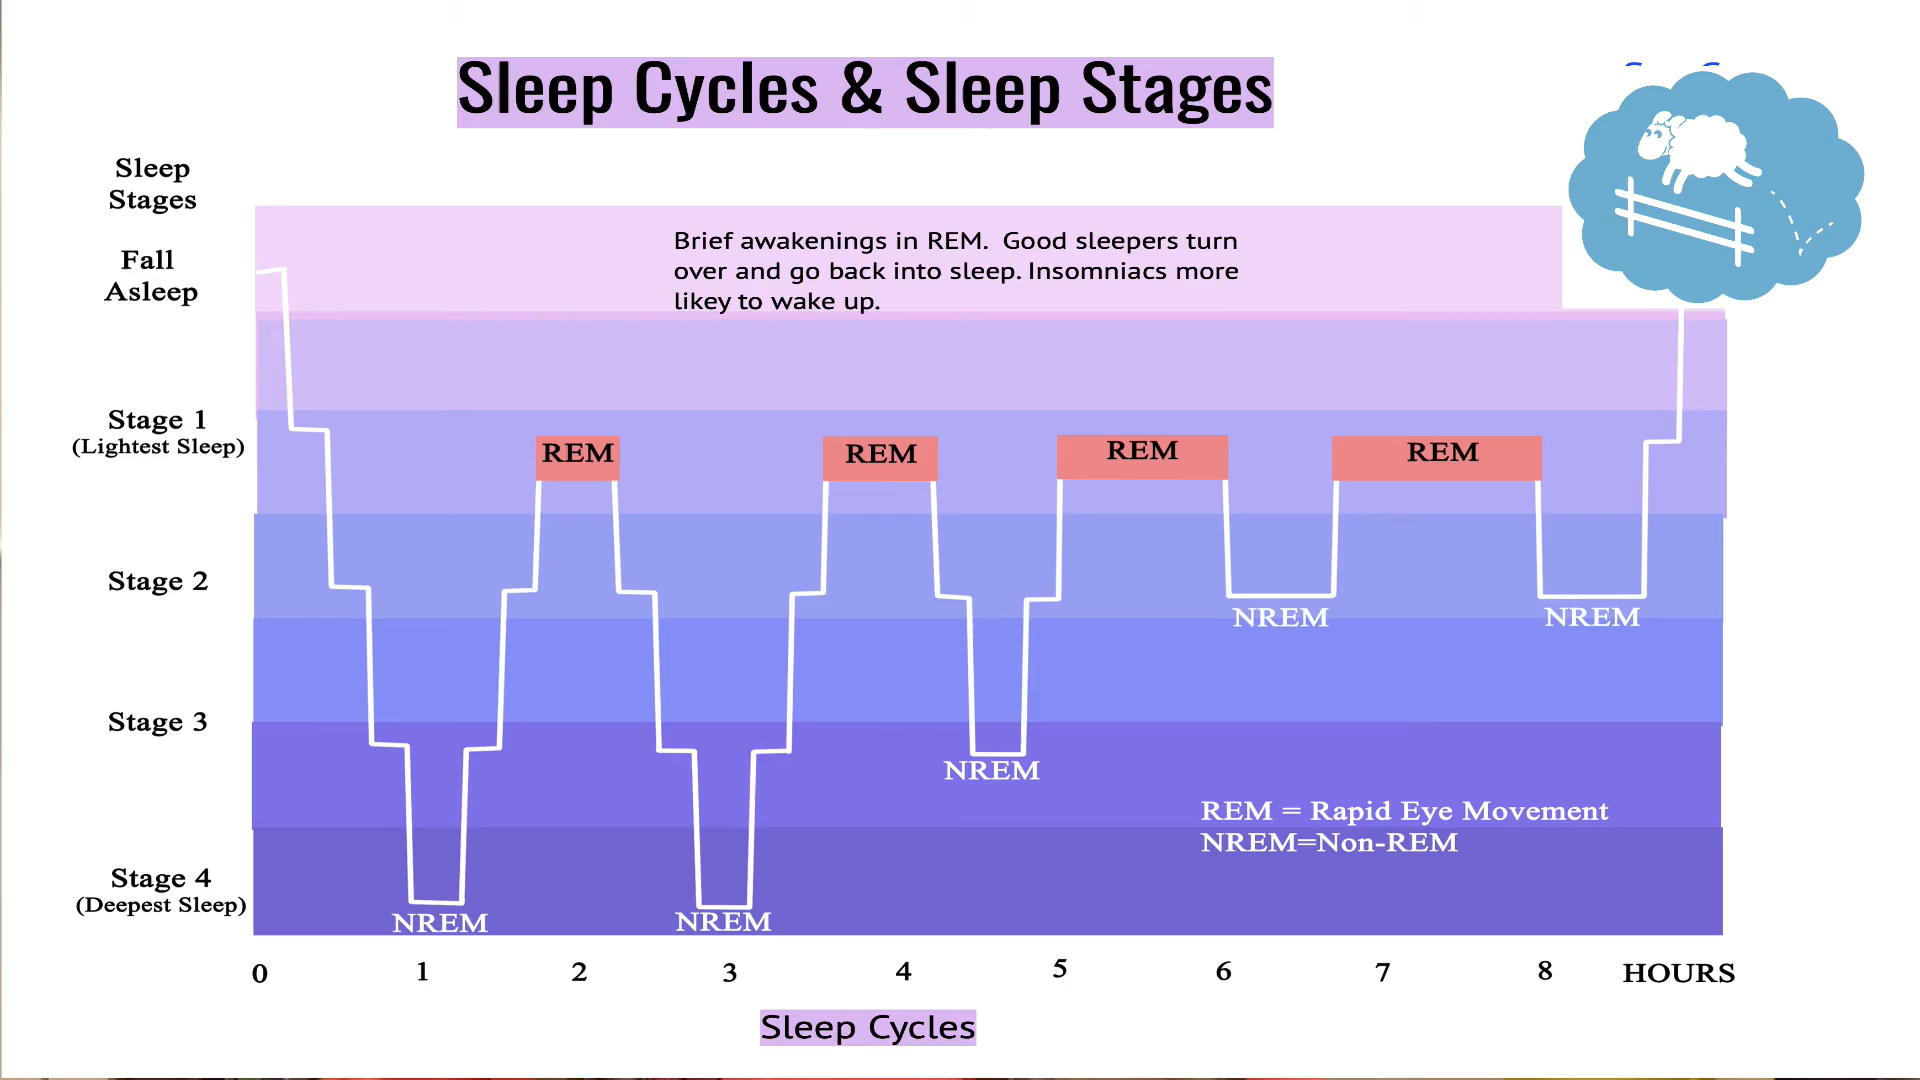 Sleep Cycles & Sleep Stages
Sleep
Stages
Fall
Asleep
Brief awakenings in REM. Good sleepers turn
over and go back into sleep. Insomniacs more
likey to wake up.
Stage 1
(Lightest Sleep)
REM
REM
REM
REM
Stage 2
NREM
NREM
Stage 3
NREM
REM = Rapid Eye Movement
NREM=Non-REM
Stage 4
(Deepest Sleep)
NREM
NREM
0 1 2 3 4 5 6 7 8 HOURS
Sleep Cycles